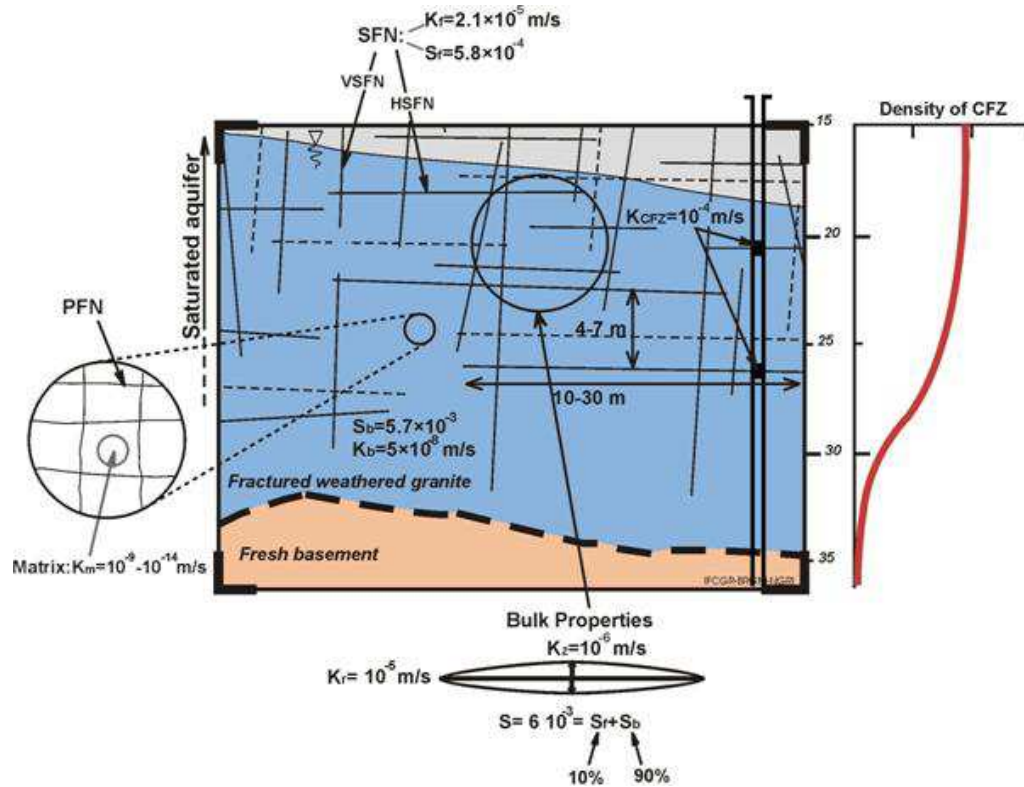 SFN:
Kf=2.1×10⁻⁵ m/s
Sf=5.8×10⁻⁴
VSFN
HSFN
Density of CFZ
15
20
25
30
35
Saturated aquifer
KCFZ=10⁻⁴m/s
PFN
4-7 m
10-30 m
Sb=5.7×10⁻³
Kb=5×10⁻⁸ m/s
Fractured weathered granite
Fresh basement
Matrix:Km=10⁻⁹-10⁻¹⁴m/s
Bulk Properties
Kz=10⁻⁶ m/s
Kr= 10⁻⁵ m/s
S= 6 10⁻³= Sf+Sb
10%
90%